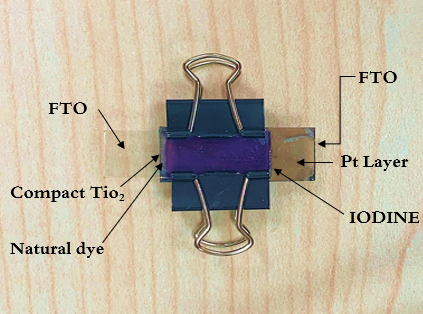 FTO
FTO
Pt Layer
Compact Tio₂
IODINE
Natural dye